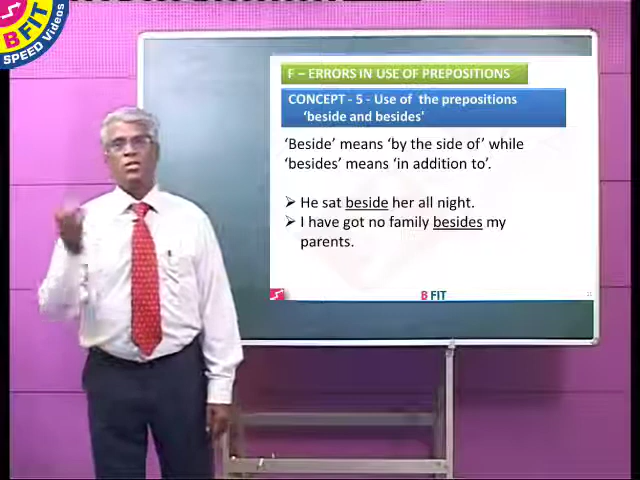 BFIT
SPEED Videos
F – ERRORS IN USE OF PREPOSITIONS
CONCEPT - 5 - Use of the prepositions
‘beside and besides'
‘Beside’ means ‘by the side of’ while
‘besides’ means ‘in addition to’.
➤ He sat beside her all night.
➤ I have got no family besides my
parents.
B FIT